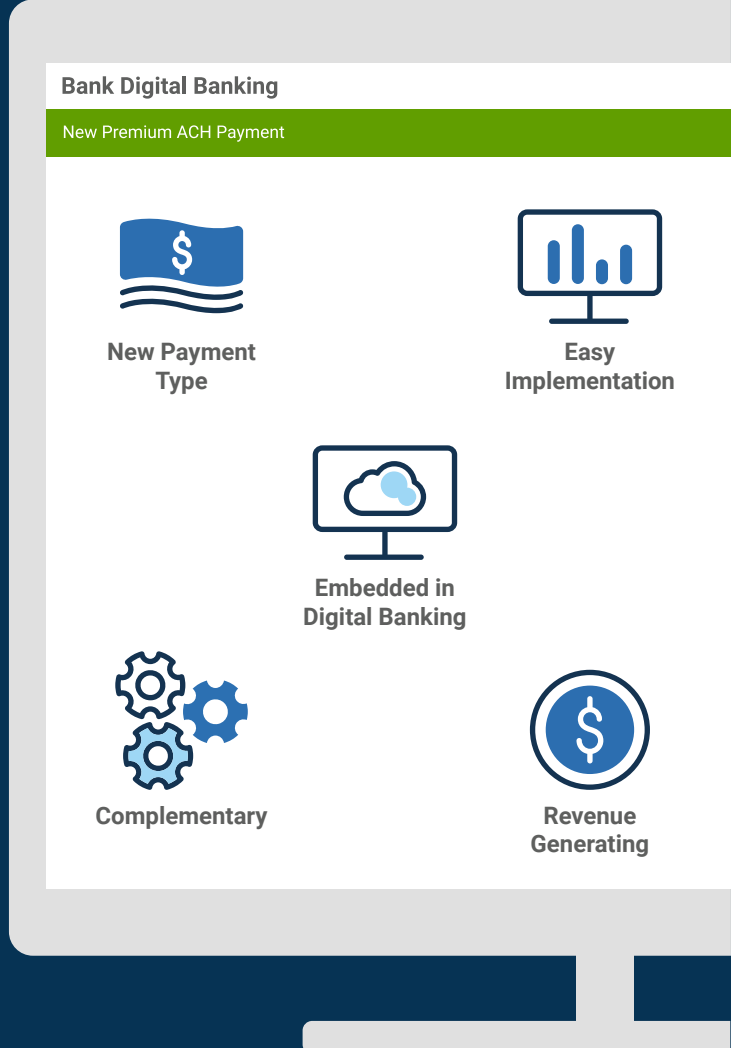 Bank Digital Banking
New Premium ACH Payment
$
New Payment
Type
Easy
Implementation
Embedded in
Digital Banking
Complementary
$
Revenue
Generating